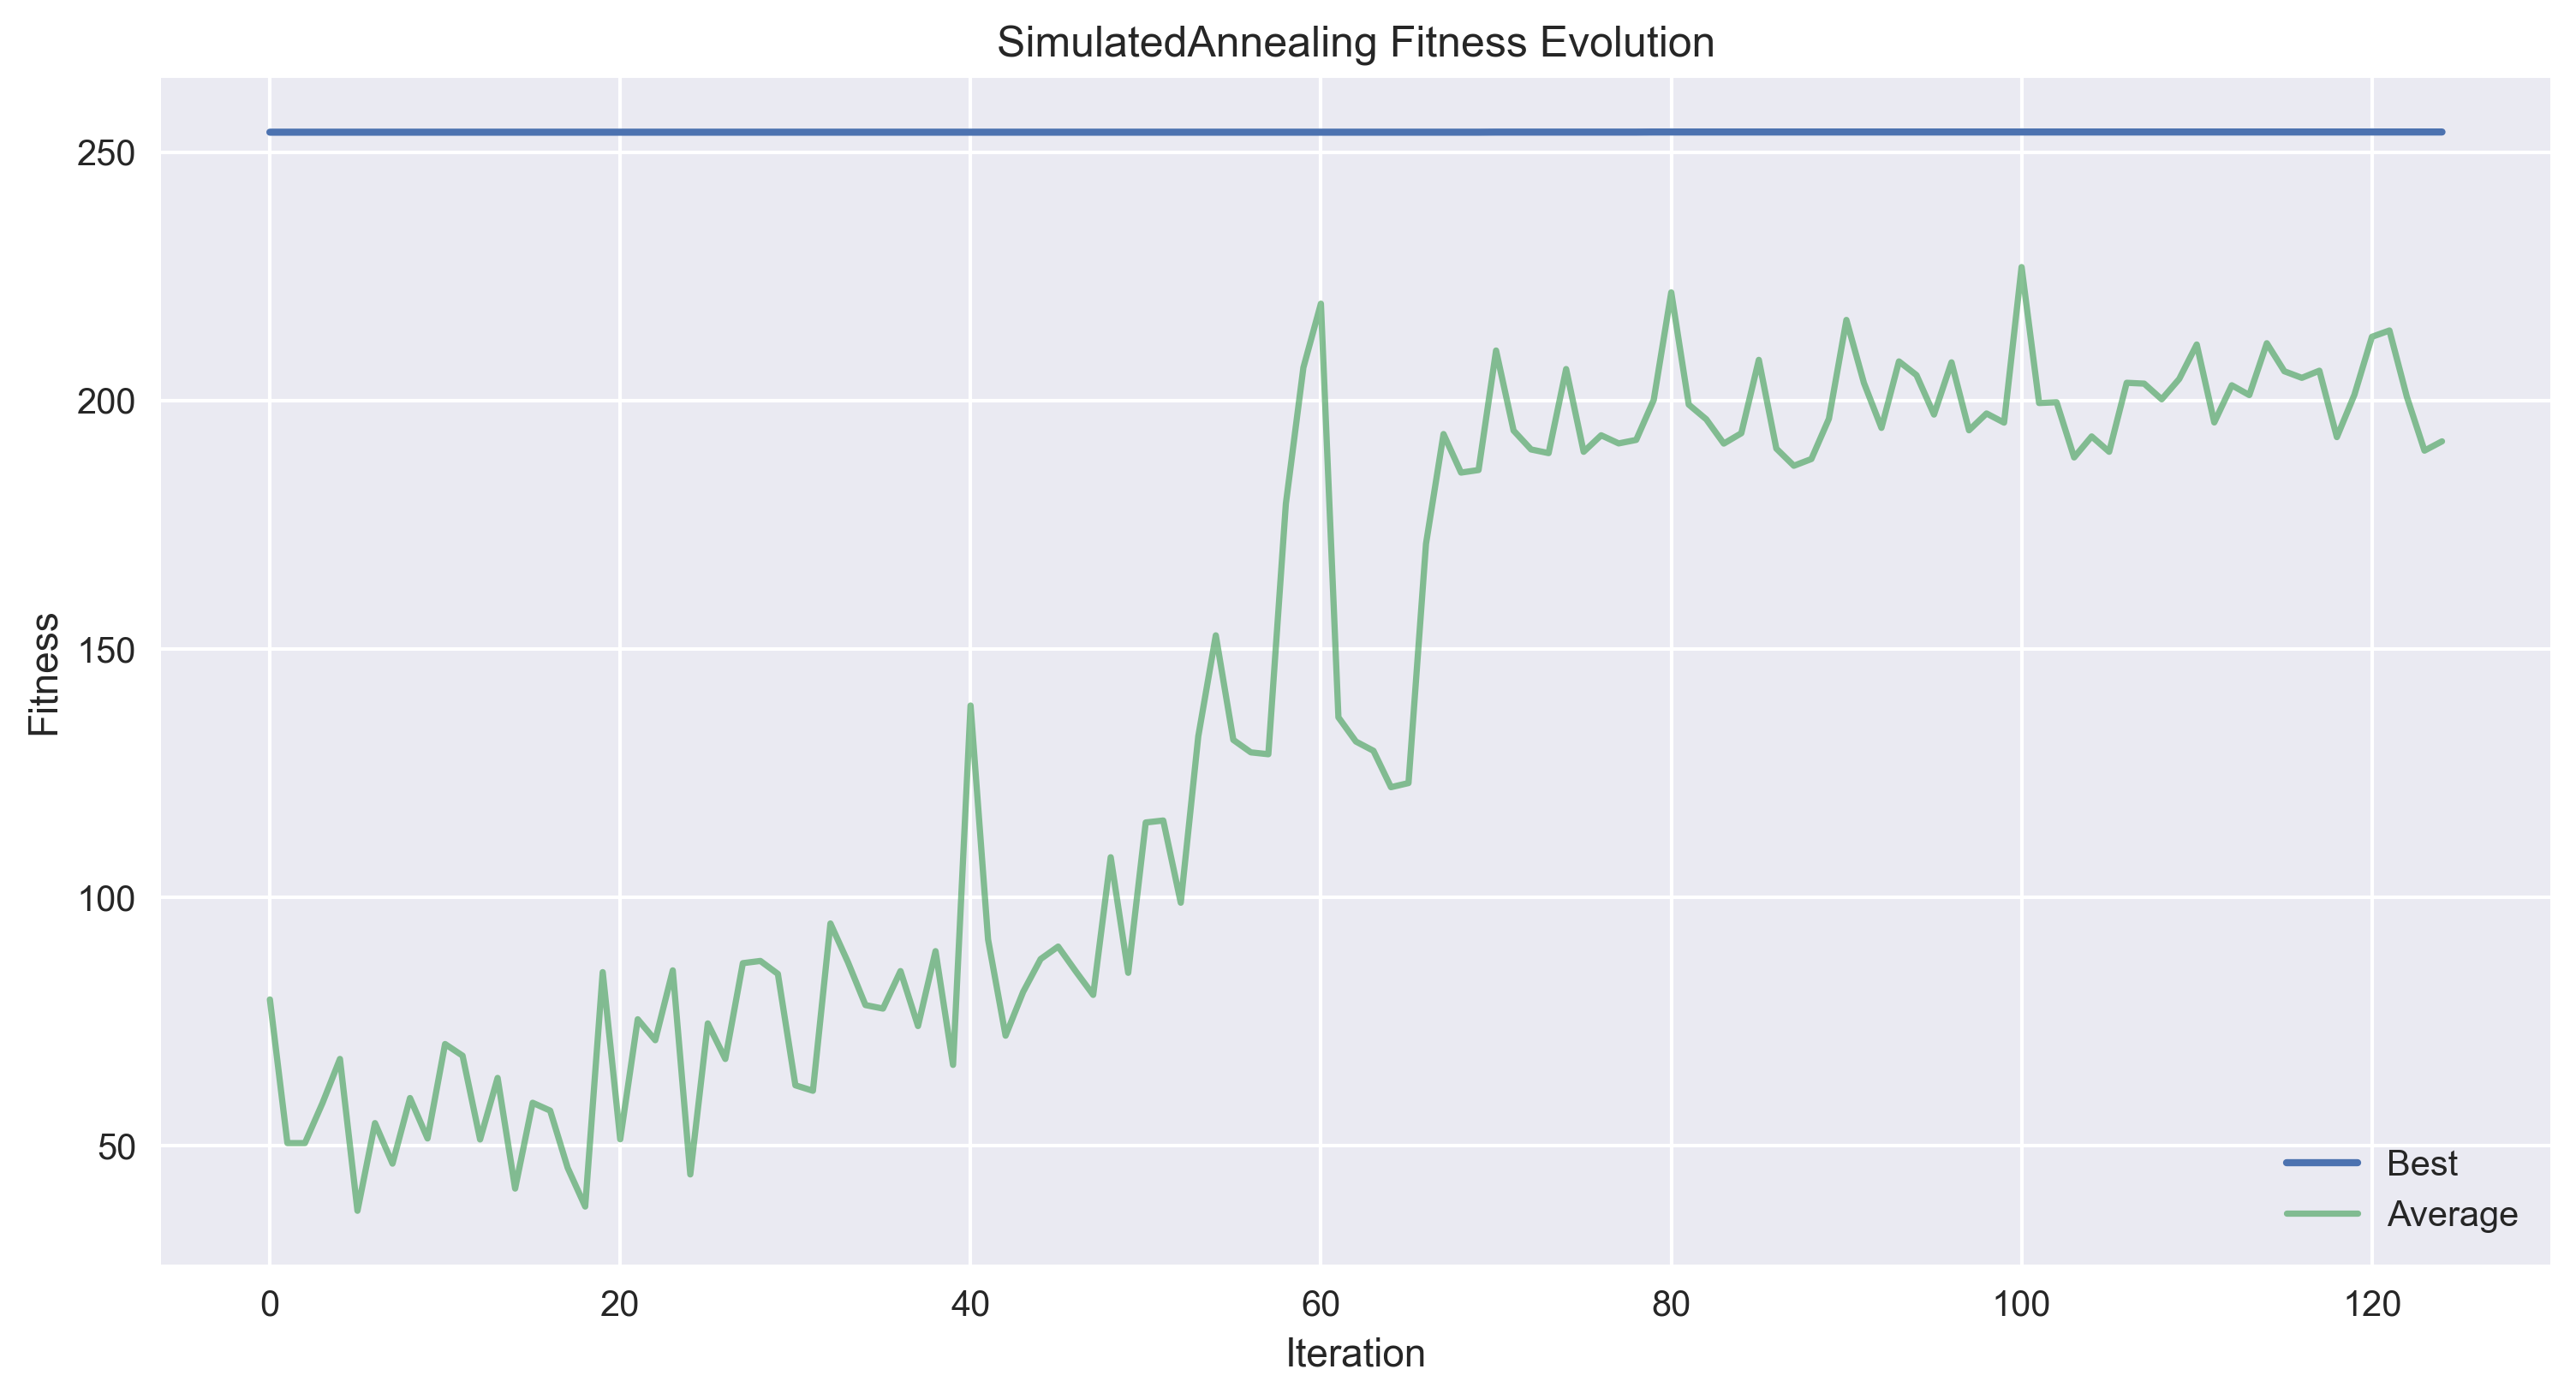 SimulatedAnnealing Fitness Evolution
250
200
150
100
50
Fitness
0 20 40 60 80 100 120
Iteration
Best
Average